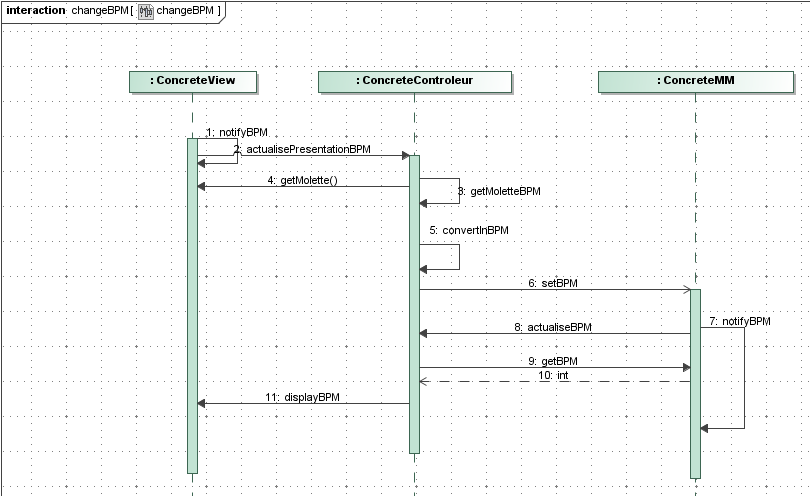 interaction changeBPM[ changeBPM ]
: ConcreteView
: ConcreteControleur
: ConcreteMM
1: notifyBPM
2: actualisePresentationBPM
4: getMolette()
3: getMoletteBPM
5: convertInBPM
6: setBPM
7: notifyBPM
8: actualiseBPM
9: getBPM
10: int
11: displayBPM